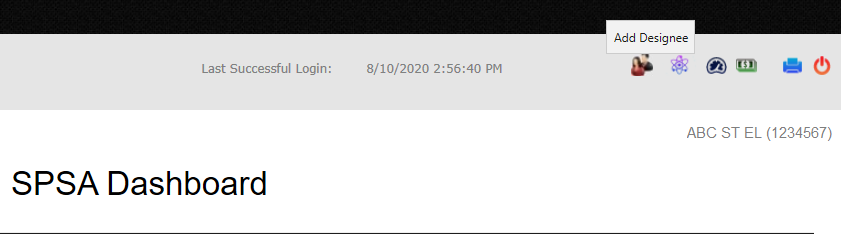 Add Designee
Last Successful Login: 8/10/2020 2:56:40 PM
ABC ST EL (1234567)
SPSA Dashboard